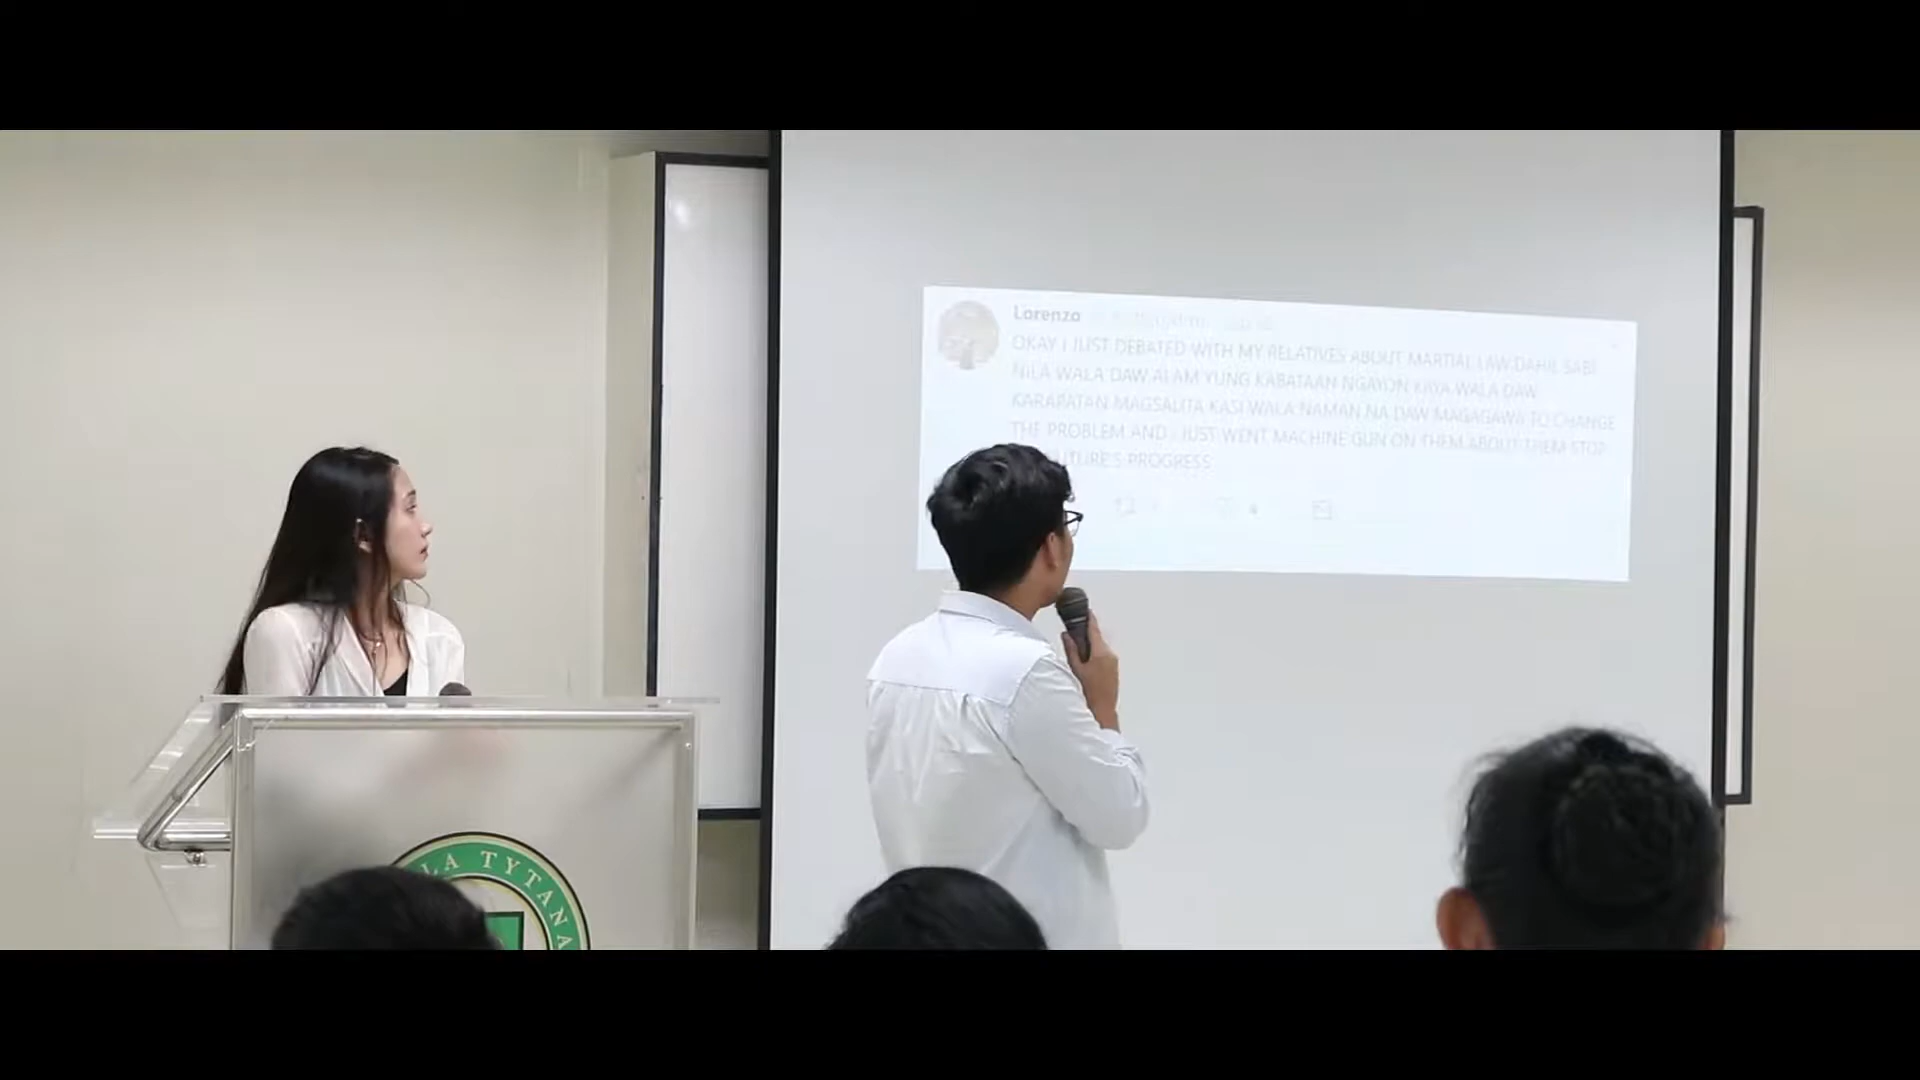 Lorenzo
OKAY I JUST DEBATED WITH MY RELATIVES ABOUT MARTIAL LAW DAHIL SABI
NILA WALA DAW ALAM YUNG KABATAAN NGAYON KAYA WALA DAW
KARAPATAN MAGSALITA KASI WALA NAMAN NA DAW MAGAGAWA TO CHANGE
THE PROBLEM AND I JUST WENT MACHINE GUN ON THEM ABOUT THEM STOP
UTURE'S PROGRESS
4
LA TYTANA